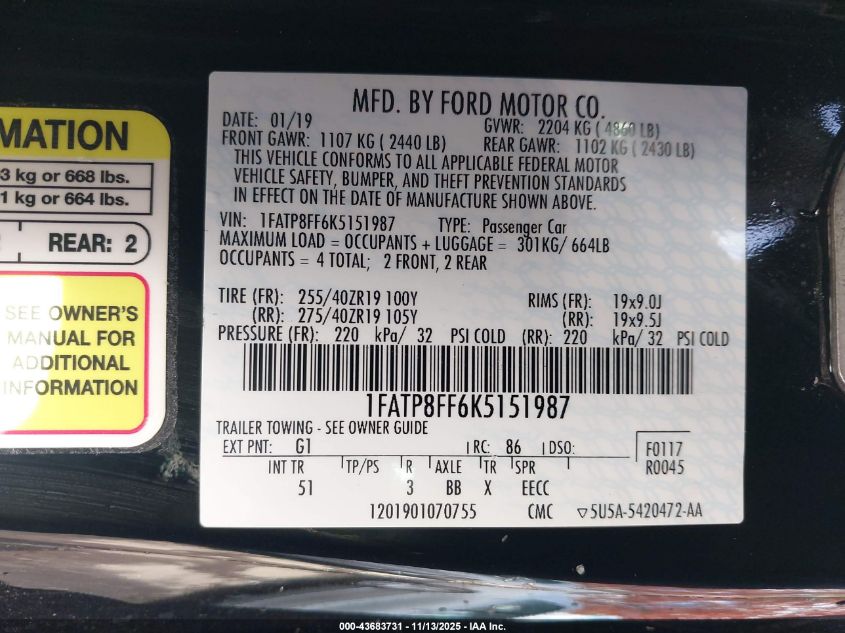 MATION
3 kg or 668 lbs.
1 kg or 664 lbs.
REAR: 2
SEE OWNER'S
MANUAL FOR
ADDITIONAL
INFORMATION
MFD. BY FORD MOTOR CO.
DATE: 01/19 GVWR: 2204 KG ( 4860 LB)
FRONT GAWR: 1107 KG ( 2440 LB) REAR GAWR: 1102 KG ( 2430 LB)
THIS VEHICLE CONFORMS TO ALL APPLICABLE FEDERAL MOTOR
VEHICLE SAFETY, BUMPER, AND THEFT PREVENTION STANDARDS
IN EFFECT ON THE DATE OF MANUFACTURE SHOWN ABOVE.
VIN: 1FATP8FF6K5151987 TYPE: Passenger Car
MAXIMUM LOAD = OCCUPANTS + LUGGAGE = 301KG/ 664LB
OCCUPANTS = 4 TOTAL; 2 FRONT, 2 REAR
TIRE (FR): 255/40ZR19 100Y RIMS (FR): 19x9.0J
(RR): 275/40ZR19 105Y (RR): 19x9.5J
PRESSURE (FR): 220 kPa/ 32 PSI COLD (RR): 220 kPa/ 32 PSI COLD
1FATP8FF6K5151987
TRAILER TOWING - SEE OWNER GUIDE
EXT PNT: G1 RC: 86 DSO: F0117
R0045
INT TR TP/PS R AXLE TR SPR
51 3 BB X EECC
1201901070755 CMC ▽5U5A-5420472-AA
000-43683731 - 11/13/2025 - IAA Inc.